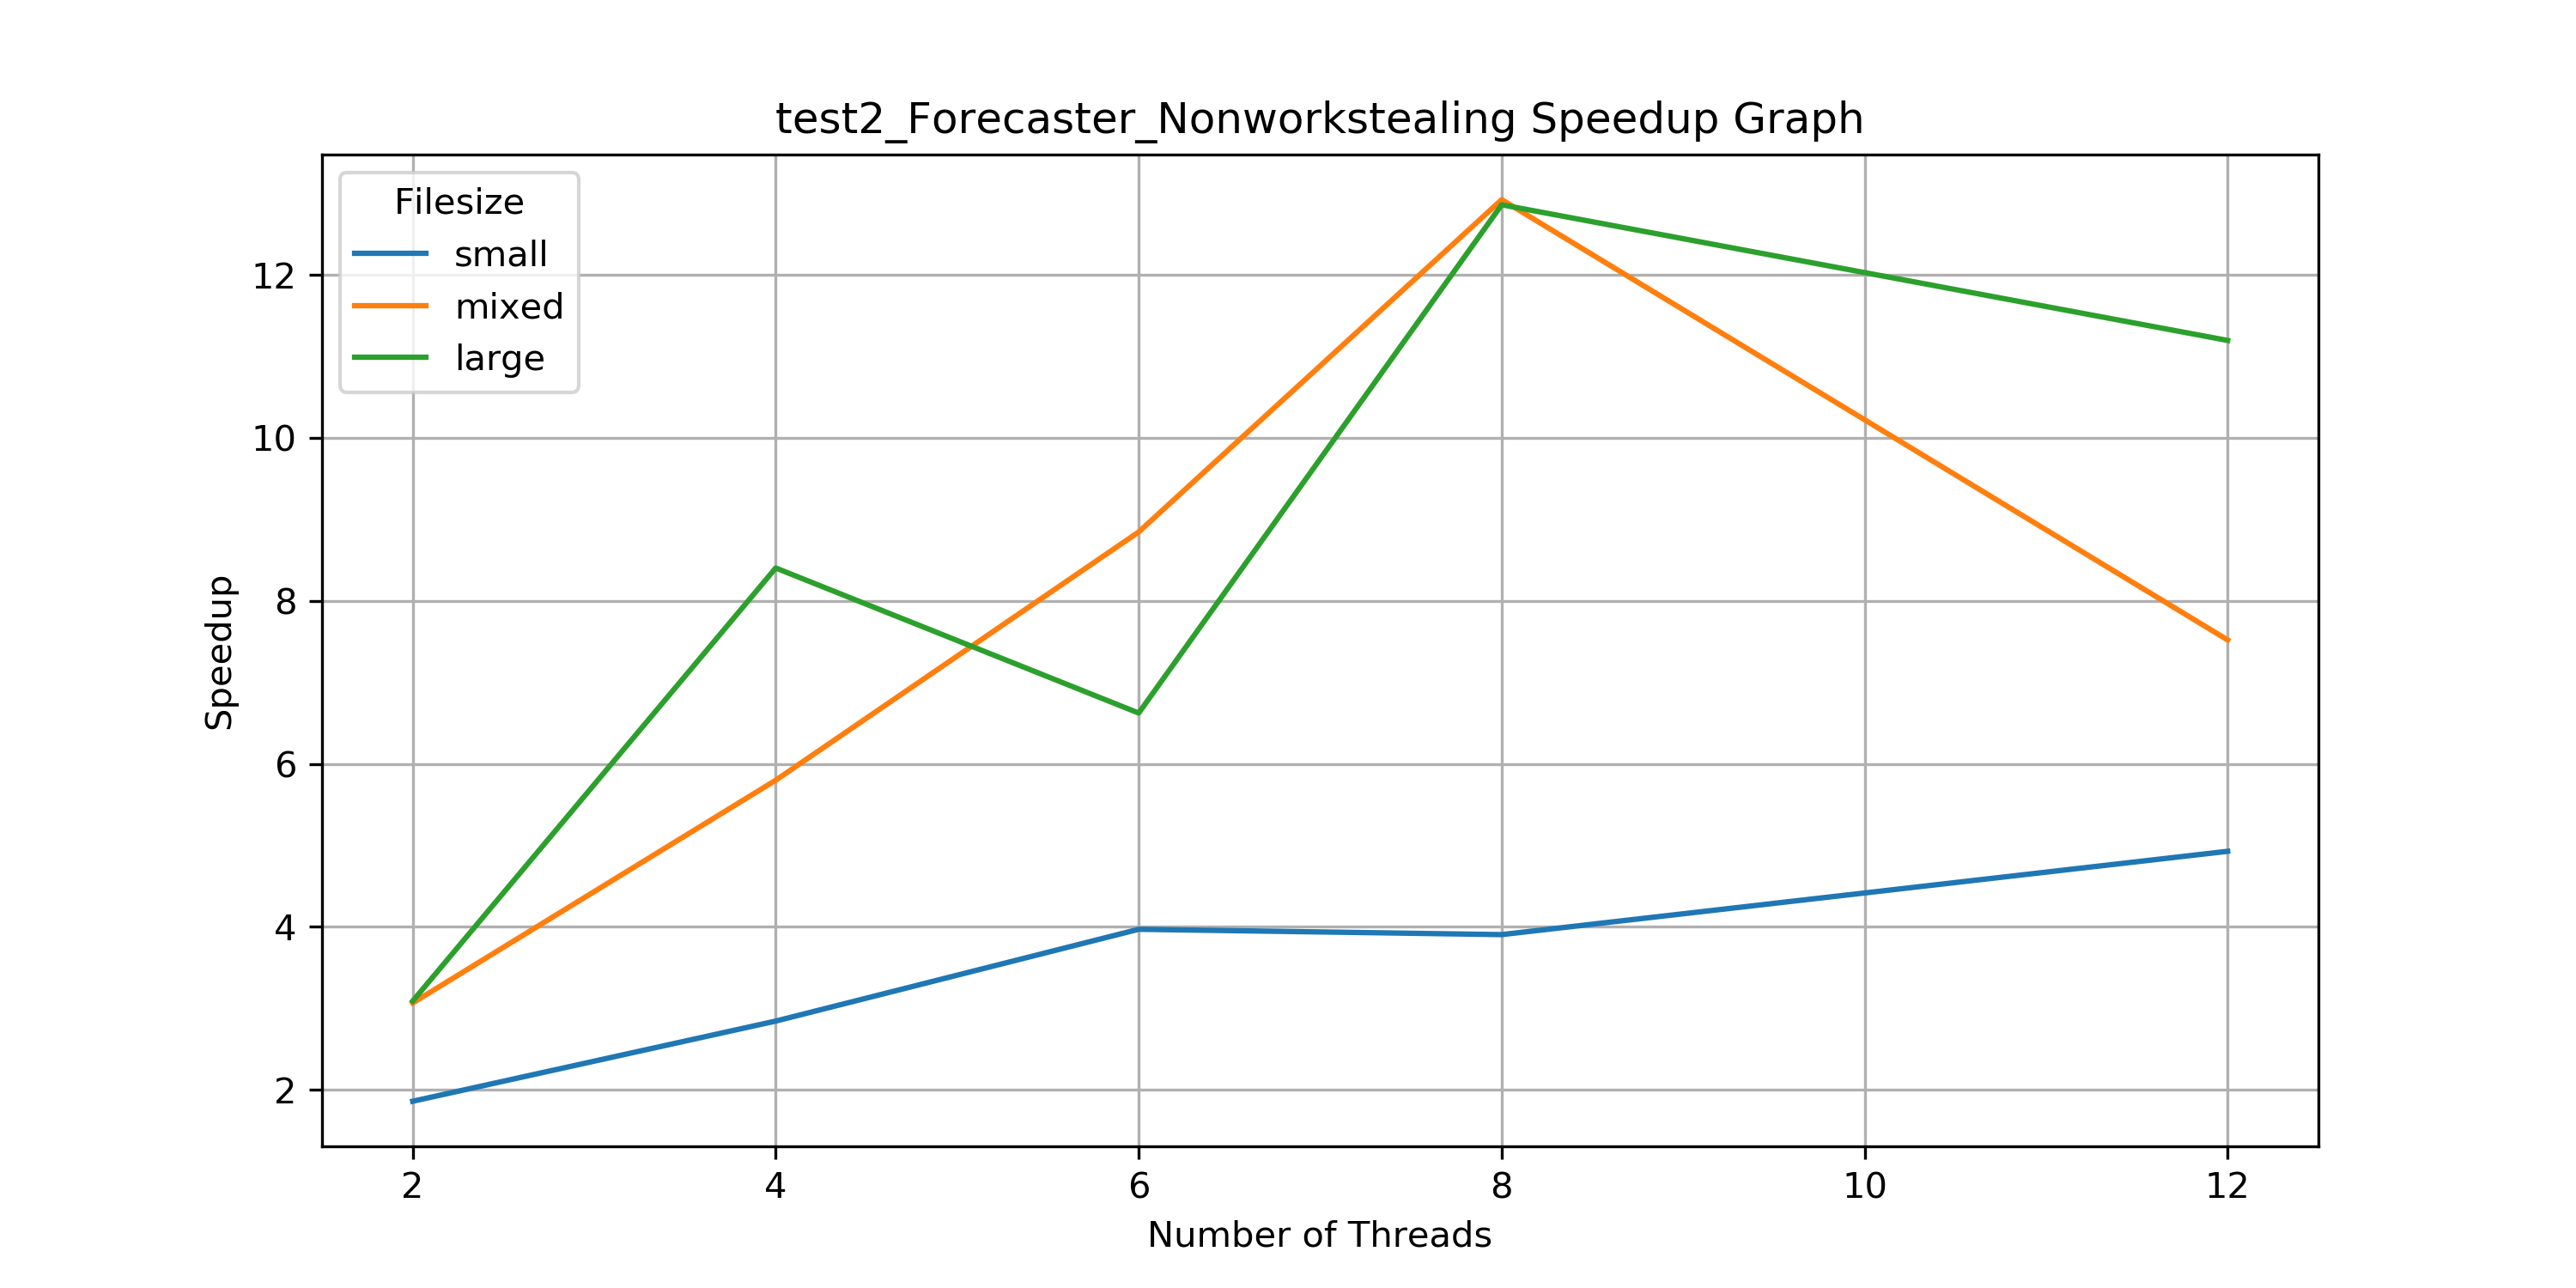 test2_Forecaster_Nonworkstealing Speedup Graph
Filesize
small
mixed
large
12
10
8
6
4
2
Speedup
2 4 6 8 10 12
Number of Threads